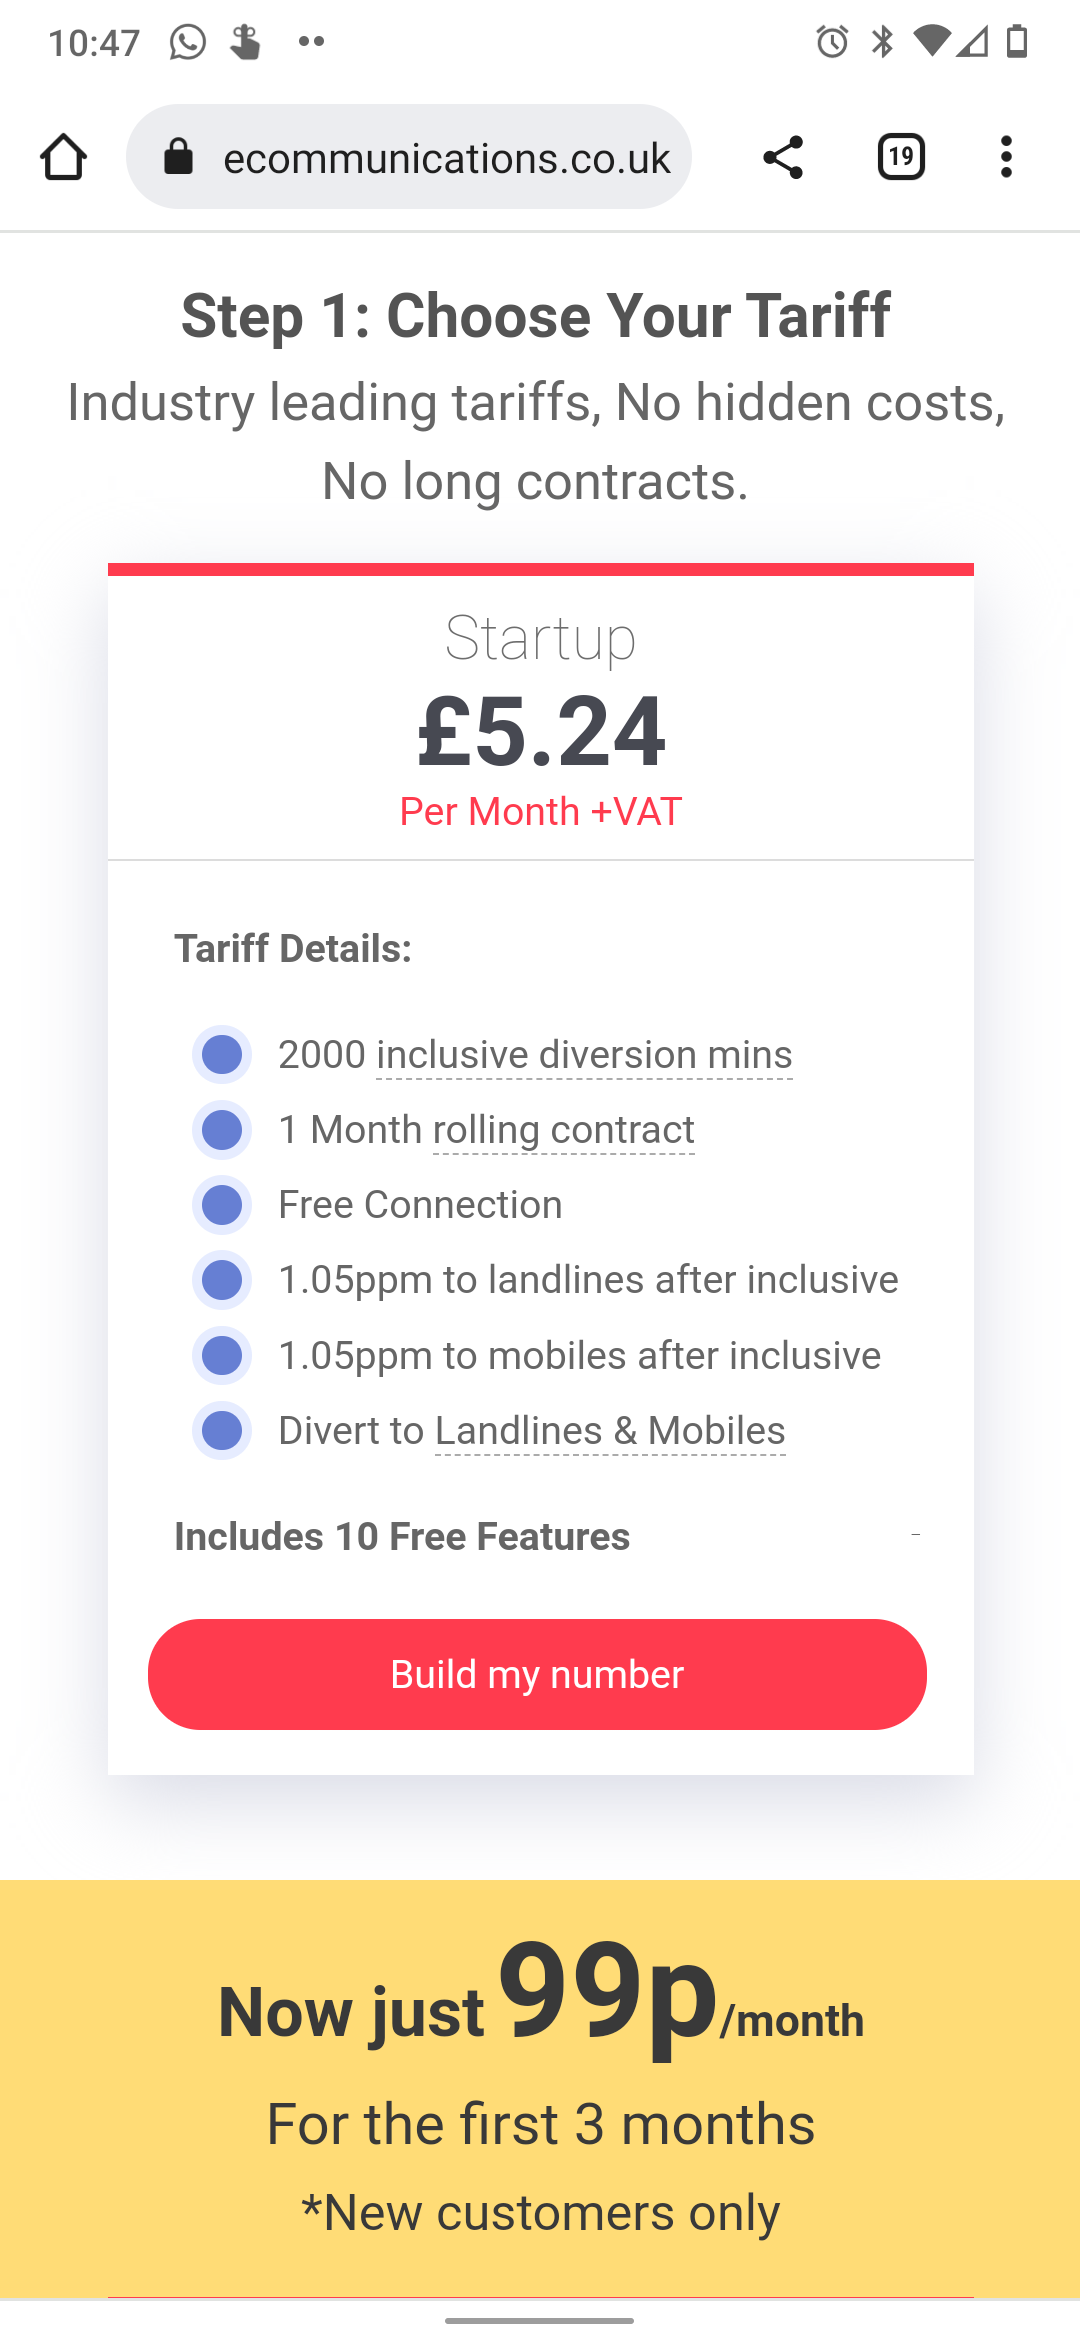 10:47
ecommunications.co.uk
19
Step 1: Choose Your Tariff
Industry leading tariffs, No hidden costs,
No long contracts.
Startup
£5.24
Per Month +VAT
Tariff Details:
2000 inclusive diversion mins
1 Month rolling contract
Free Connection
1.05ppm to landlines after inclusive
1.05ppm to mobiles after inclusive
Divert to Landlines & Mobiles
Includes 10 Free Features -
Build my number
Now just 99p/month
For the first 3 months
*New customers only